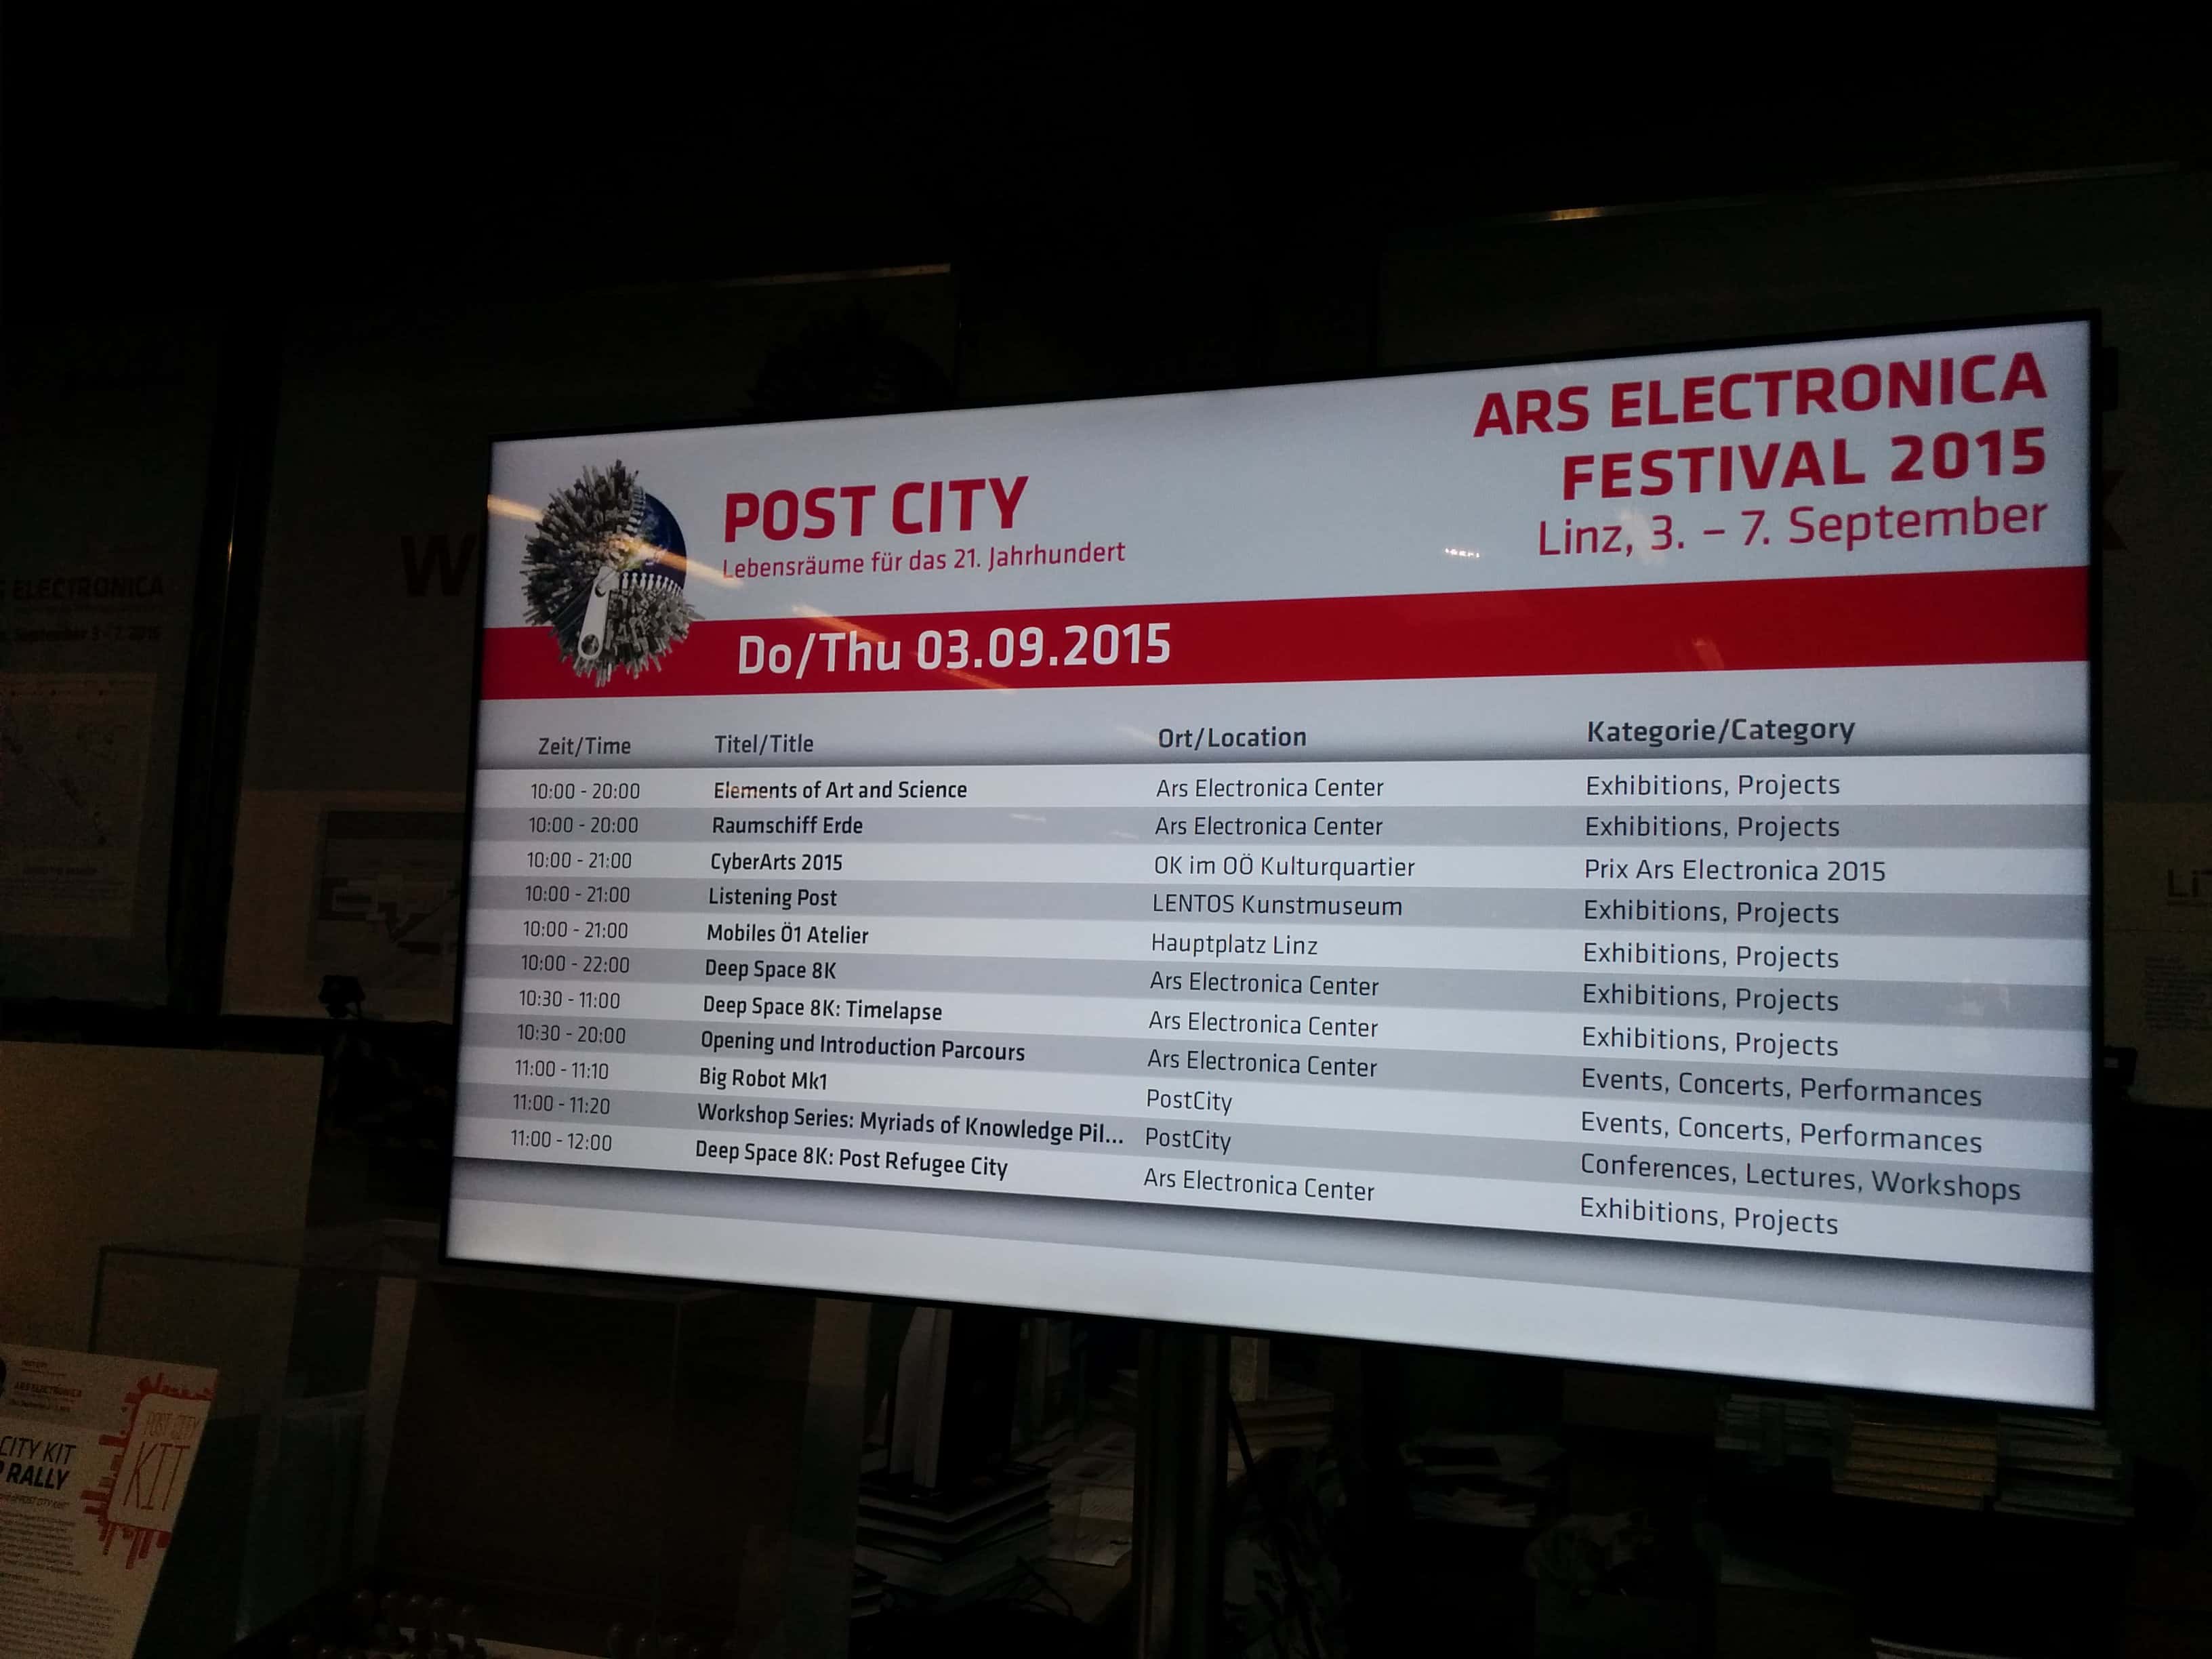 POST CITY
Lebensräume für das 21. Jahrhundert
ARS ELECTRONICA
FESTIVAL 2015
Linz, 3. – 7. September
Do/Thu 03.09.2015
Zeit/Time Titel/Title Ort/Location Kategorie/Category
10:00 - 20:00 Elements of Art and Science Ars Electronica Center Exhibitions, Projects
10:00 - 20:00 Raumschiff Erde Ars Electronica Center Exhibitions, Projects
10:00 - 21:00 CyberArts 2015 OK im OÖ Kulturquartier Prix Ars Electronica 2015
10:00 - 21:00 Listening Post LENTOS Kunstmuseum Exhibitions, Projects
10:00 - 21:00 Mobiles Ö1 Atelier Hauptplatz Linz Exhibitions, Projects
10:00 - 22:00 Deep Space 8K Ars Electronica Center Exhibitions, Projects
10:30 - 11:00 Deep Space 8K: Timelapse Ars Electronica Center Exhibitions, Projects
10:30 - 20:00 Opening und Introduction Parcours Ars Electronica Center Events, Concerts, Performances
11:00 - 11:10 Big Robot Mk1 PostCity Events, Concerts, Performances
11:00 - 11:20 Workshop Series: Myriads of Knowledge Pil... PostCity Conferences, Lectures, Workshops
11:00 - 12:00 Deep Space 8K: Post Refugee City Ars Electronica Center Exhibitions, Projects
ELECTRONICA
ARS ELECTRONICA
POST CITY
KIT
CITY KIT
RALLY